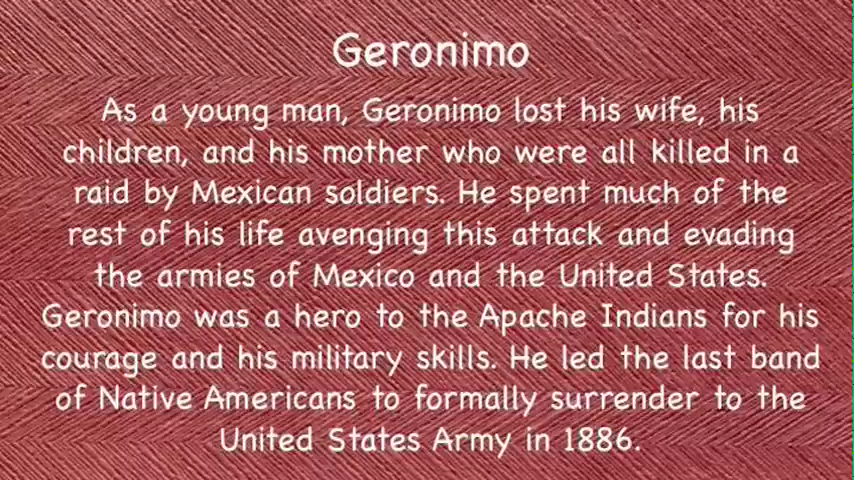 Geronimo
As a young man, Geronimo lost his wife, his
children, and his mother who were all killed in a
raid by Mexican soldiers. He spent much of the
rest of his life avenging this attack and evading
the armies of Mexico and the United States.
Geronimo was a hero to the Apache Indians for his
courage and his military skills. He led the last band
of Native Americans to formally surrender to the
United States Army in 1886.